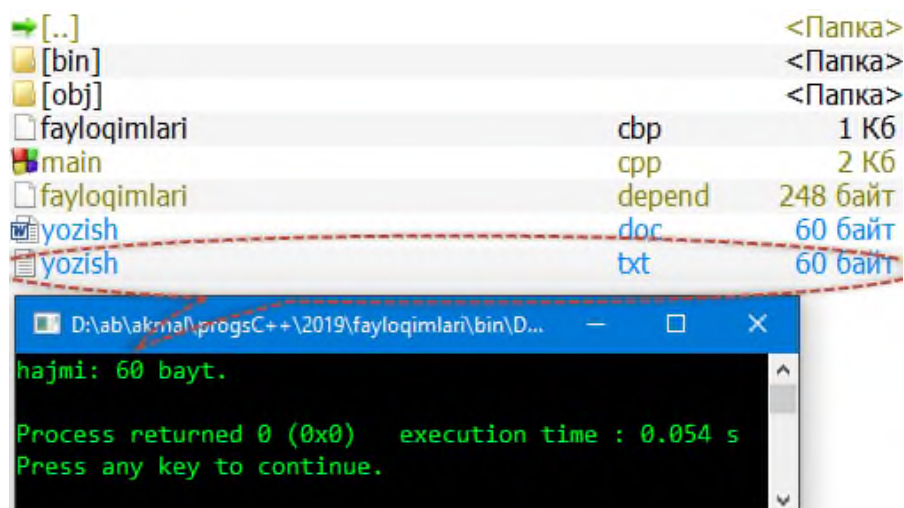 [..] <Папка>
[bin] <Папка>
[obj] <Папка>
fayloqimlari cbp 1 Кб
main cpp 2 Кб
fayloqimlari depend 248 байт
yozish doc 60 байт
yozish txt 60 байт
D:\ab\akmal\progsC++\2019\fayloqimlari\bin\D...
hajmi: 60 bayt.
Process returned 0 (0x0) execution time : 0.054 s
Press any key to continue.